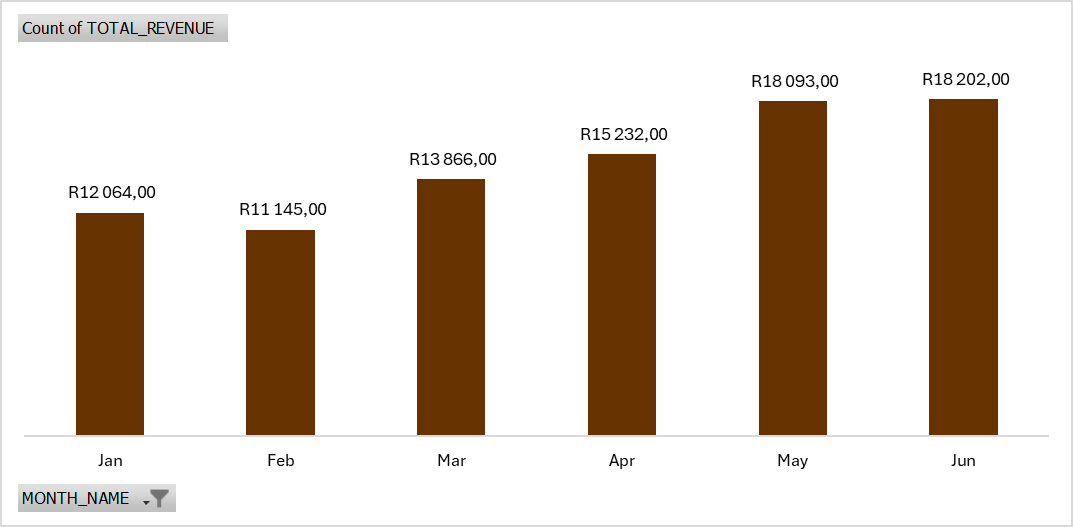 Count of TOTAL_REVENUE
R12 064,00
R11 145,00
R13 866,00
R15 232,00
R18 093,00
R18 202,00
Jan
Feb
Mar
Apr
May
Jun
MONTH_NAME